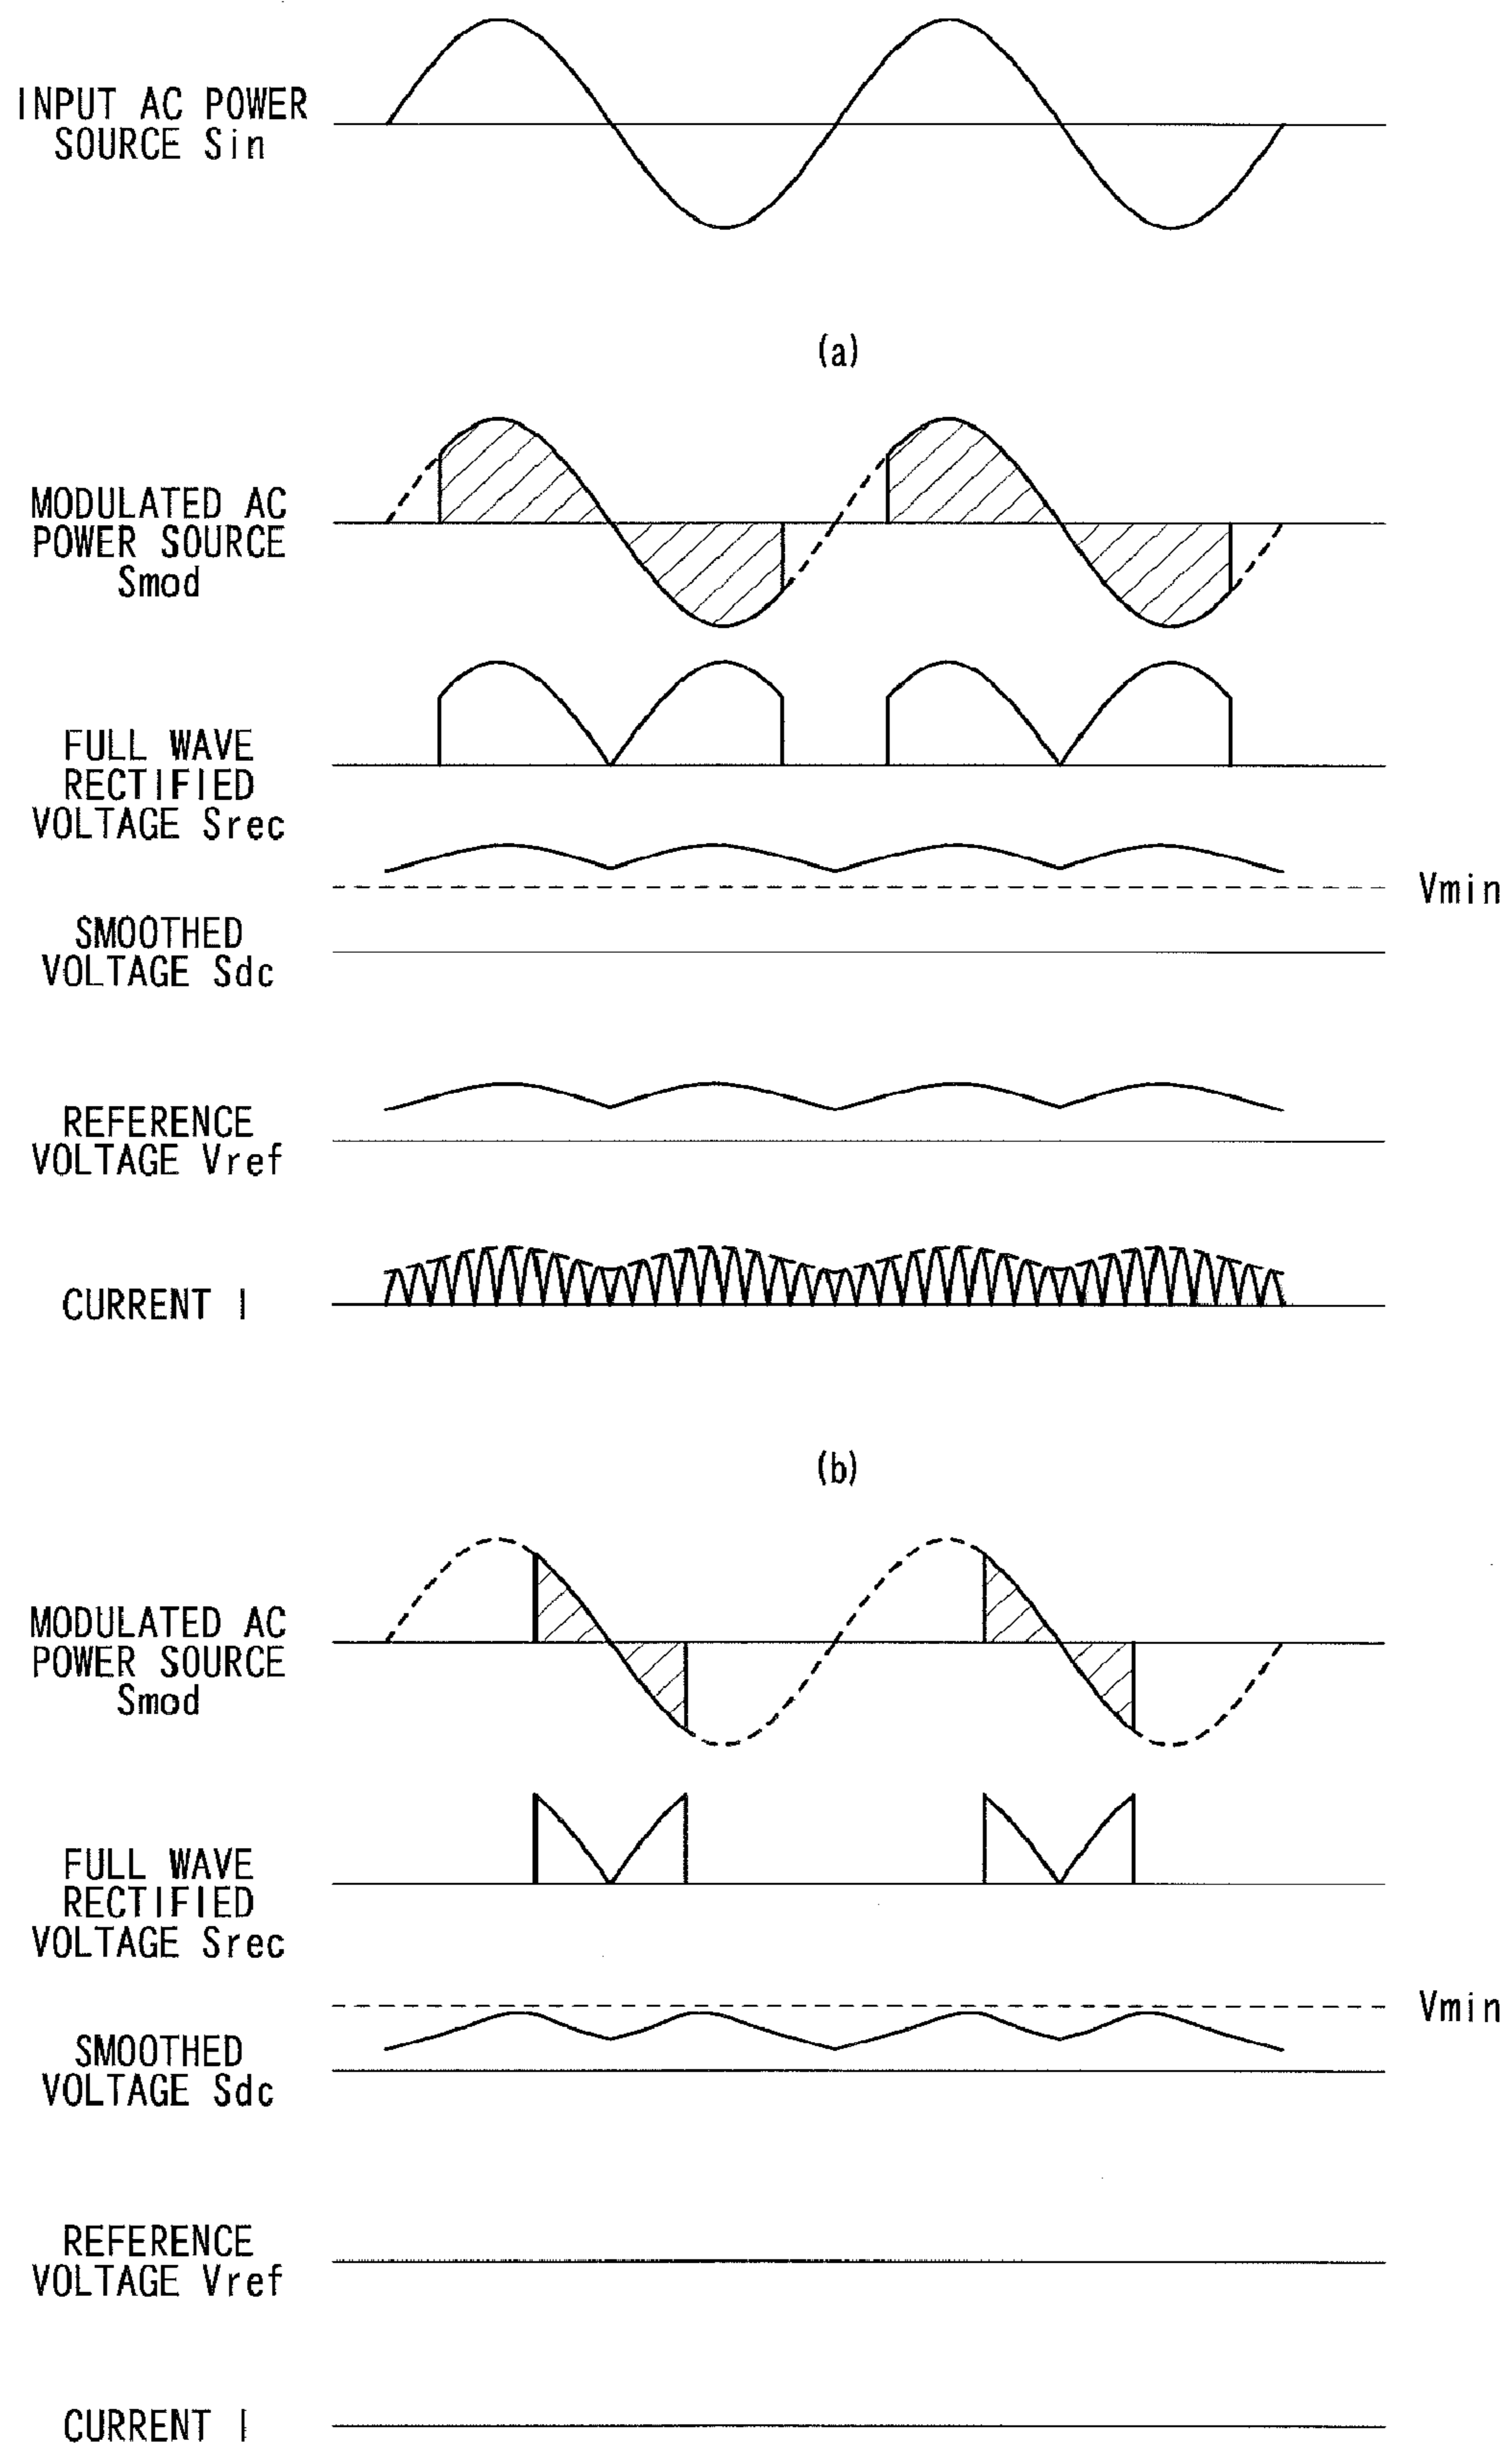 INPUT AC POWER
SOURCE Sin
(a)
MODULATED AC
POWER SOURCE
Smod
FULL WAVE
RECTIFIED
VOLTAGE Srec
Vmin
SMOOTHED
VOLTAGE Sdc
REFERENCE
VOLTAGE Vref
CURRENT I
(b)
MODULATED AC
POWER SOURCE
Smod
FULL WAVE
RECTIFIED
VOLTAGE Srec
Vmin
SMOOTHED
VOLTAGE Sdc
REFERENCE
VOLTAGE Vref
CURRENT I